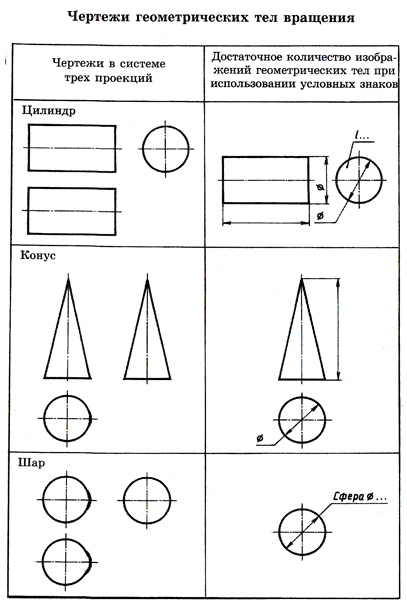 Чертежи геометрических тел вращения
Чертежи в системе
трех проекций
Достаточное количество изобра-
жений геометрических тел при
использовании условных знаков
Цилиндр
l...
ø
ø
Конус
ø
Шар
Сфера ø...